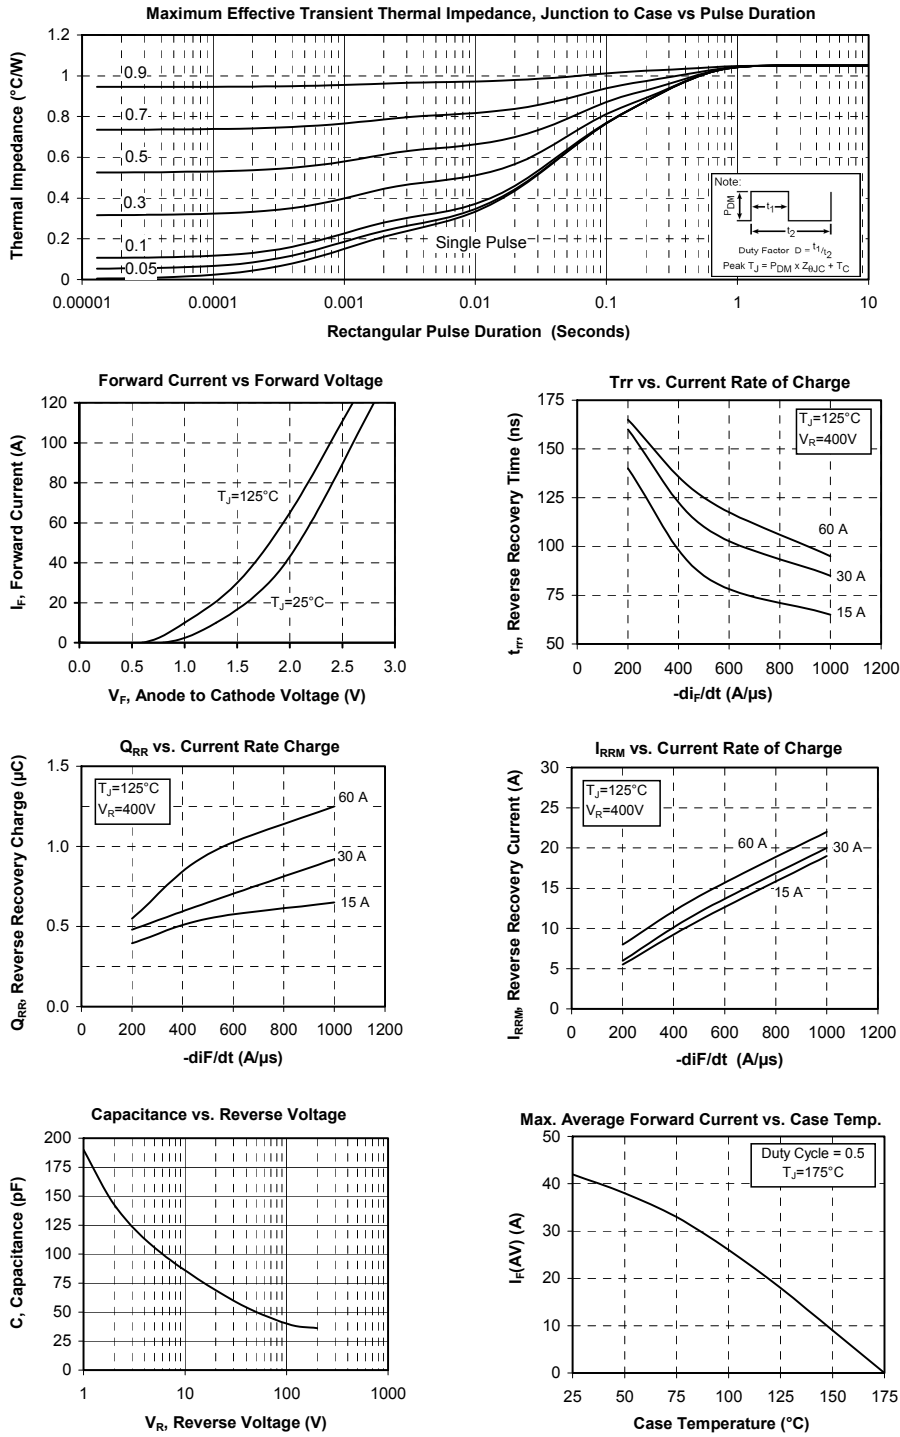 Maximum Effective Transient Thermal Impedance, Junction to Case vs Pulse Duration
Thermal Impedance (°C/W)
1.2
1
0.8
0.6
0.4
0.2
0
0.9
0.7
0.5
0.3
0.1
0.05
Single Pulse
Note:
PDM
t1
t2
Duty Factor D = t1/t2
Peak TJ = PDM x ZθJC + TC
0.00001 0.0001 0.001 0.01 0.1 1 10
Rectangular Pulse Duration (Seconds)
Forward Current vs Forward Voltage
IF, Forward Current (A)
120
100
80
60
40
20
0
TJ=125°C
TJ=25°C
0.0 0.5 1.0 1.5 2.0 2.5 3.0
VF, Anode to Cathode Voltage (V)
Trr vs. Current Rate of Charge
trr, Reverse Recovery Time (ns)
175
150
125
100
75
50
TJ=125°C
VR=400V
60 A
30 A
15 A
0 200 400 600 800 1000 1200
-diF/dt (A/µs)
QRR vs. Current Rate Charge
QRR, Reverse Recovery Charge (µC)
1.5
1.0
0.5
0.0
TJ=125°C
VR=400V
60 A
30 A
15 A
0 200 400 600 800 1000 1200
-diF/dt (A/µs)
IRRM vs. Current Rate of Charge
IRRM, Reverse Recovery Current (A)
30
25
20
15
10
5
0
TJ=125°C
VR=400V
60 A
30 A
15 A
0 200 400 600 800 1000 1200
-diF/dt (A/µs)
Capacitance vs. Reverse Voltage
C, Capacitance (pF)
200
175
150
125
100
75
50
25
0
1 10 100 1000
VR, Reverse Voltage (V)
Max. Average Forward Current vs. Case Temp.
IF(AV) (A)
50
40
30
20
10
0
Duty Cycle = 0.5
TJ=175°C
25 50 75 100 125 150 175
Case Temperature (°C)